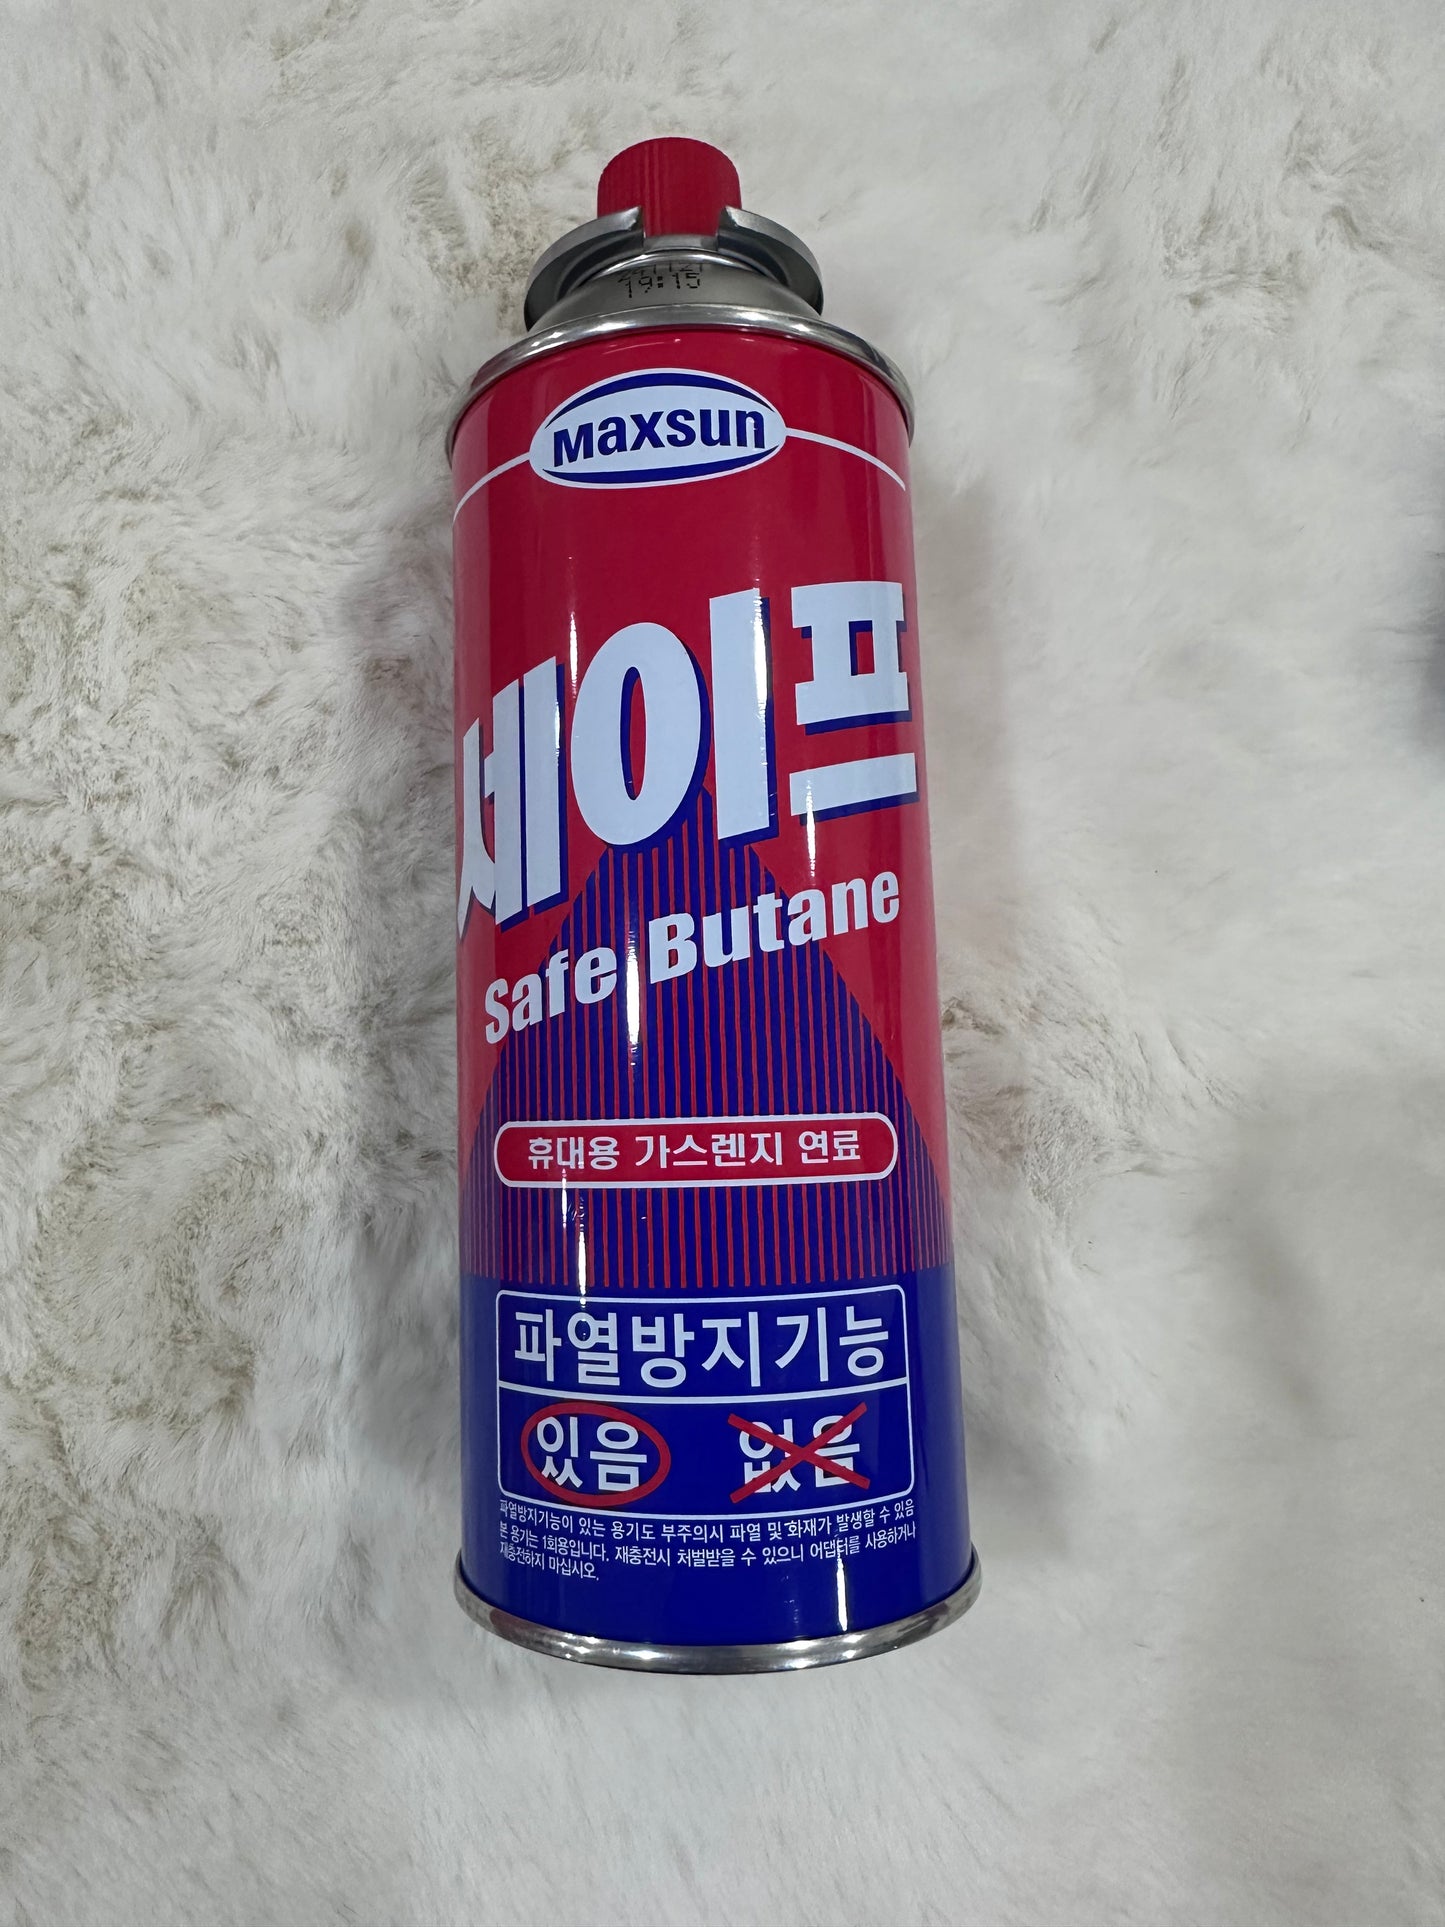 19:15
Maxsun
세이프
Safe Butane
휴대용 가스렌지 연료
파열방지기능
있음 없음
파열방지기능이 있는 용기도 부주의시 파열 및 화재가 발생할 수 있음
본 용기는 1회용입니다. 재충전시 처벌받을 수 있으니 어댑터를 사용하거나
재충전하지 마십시오.